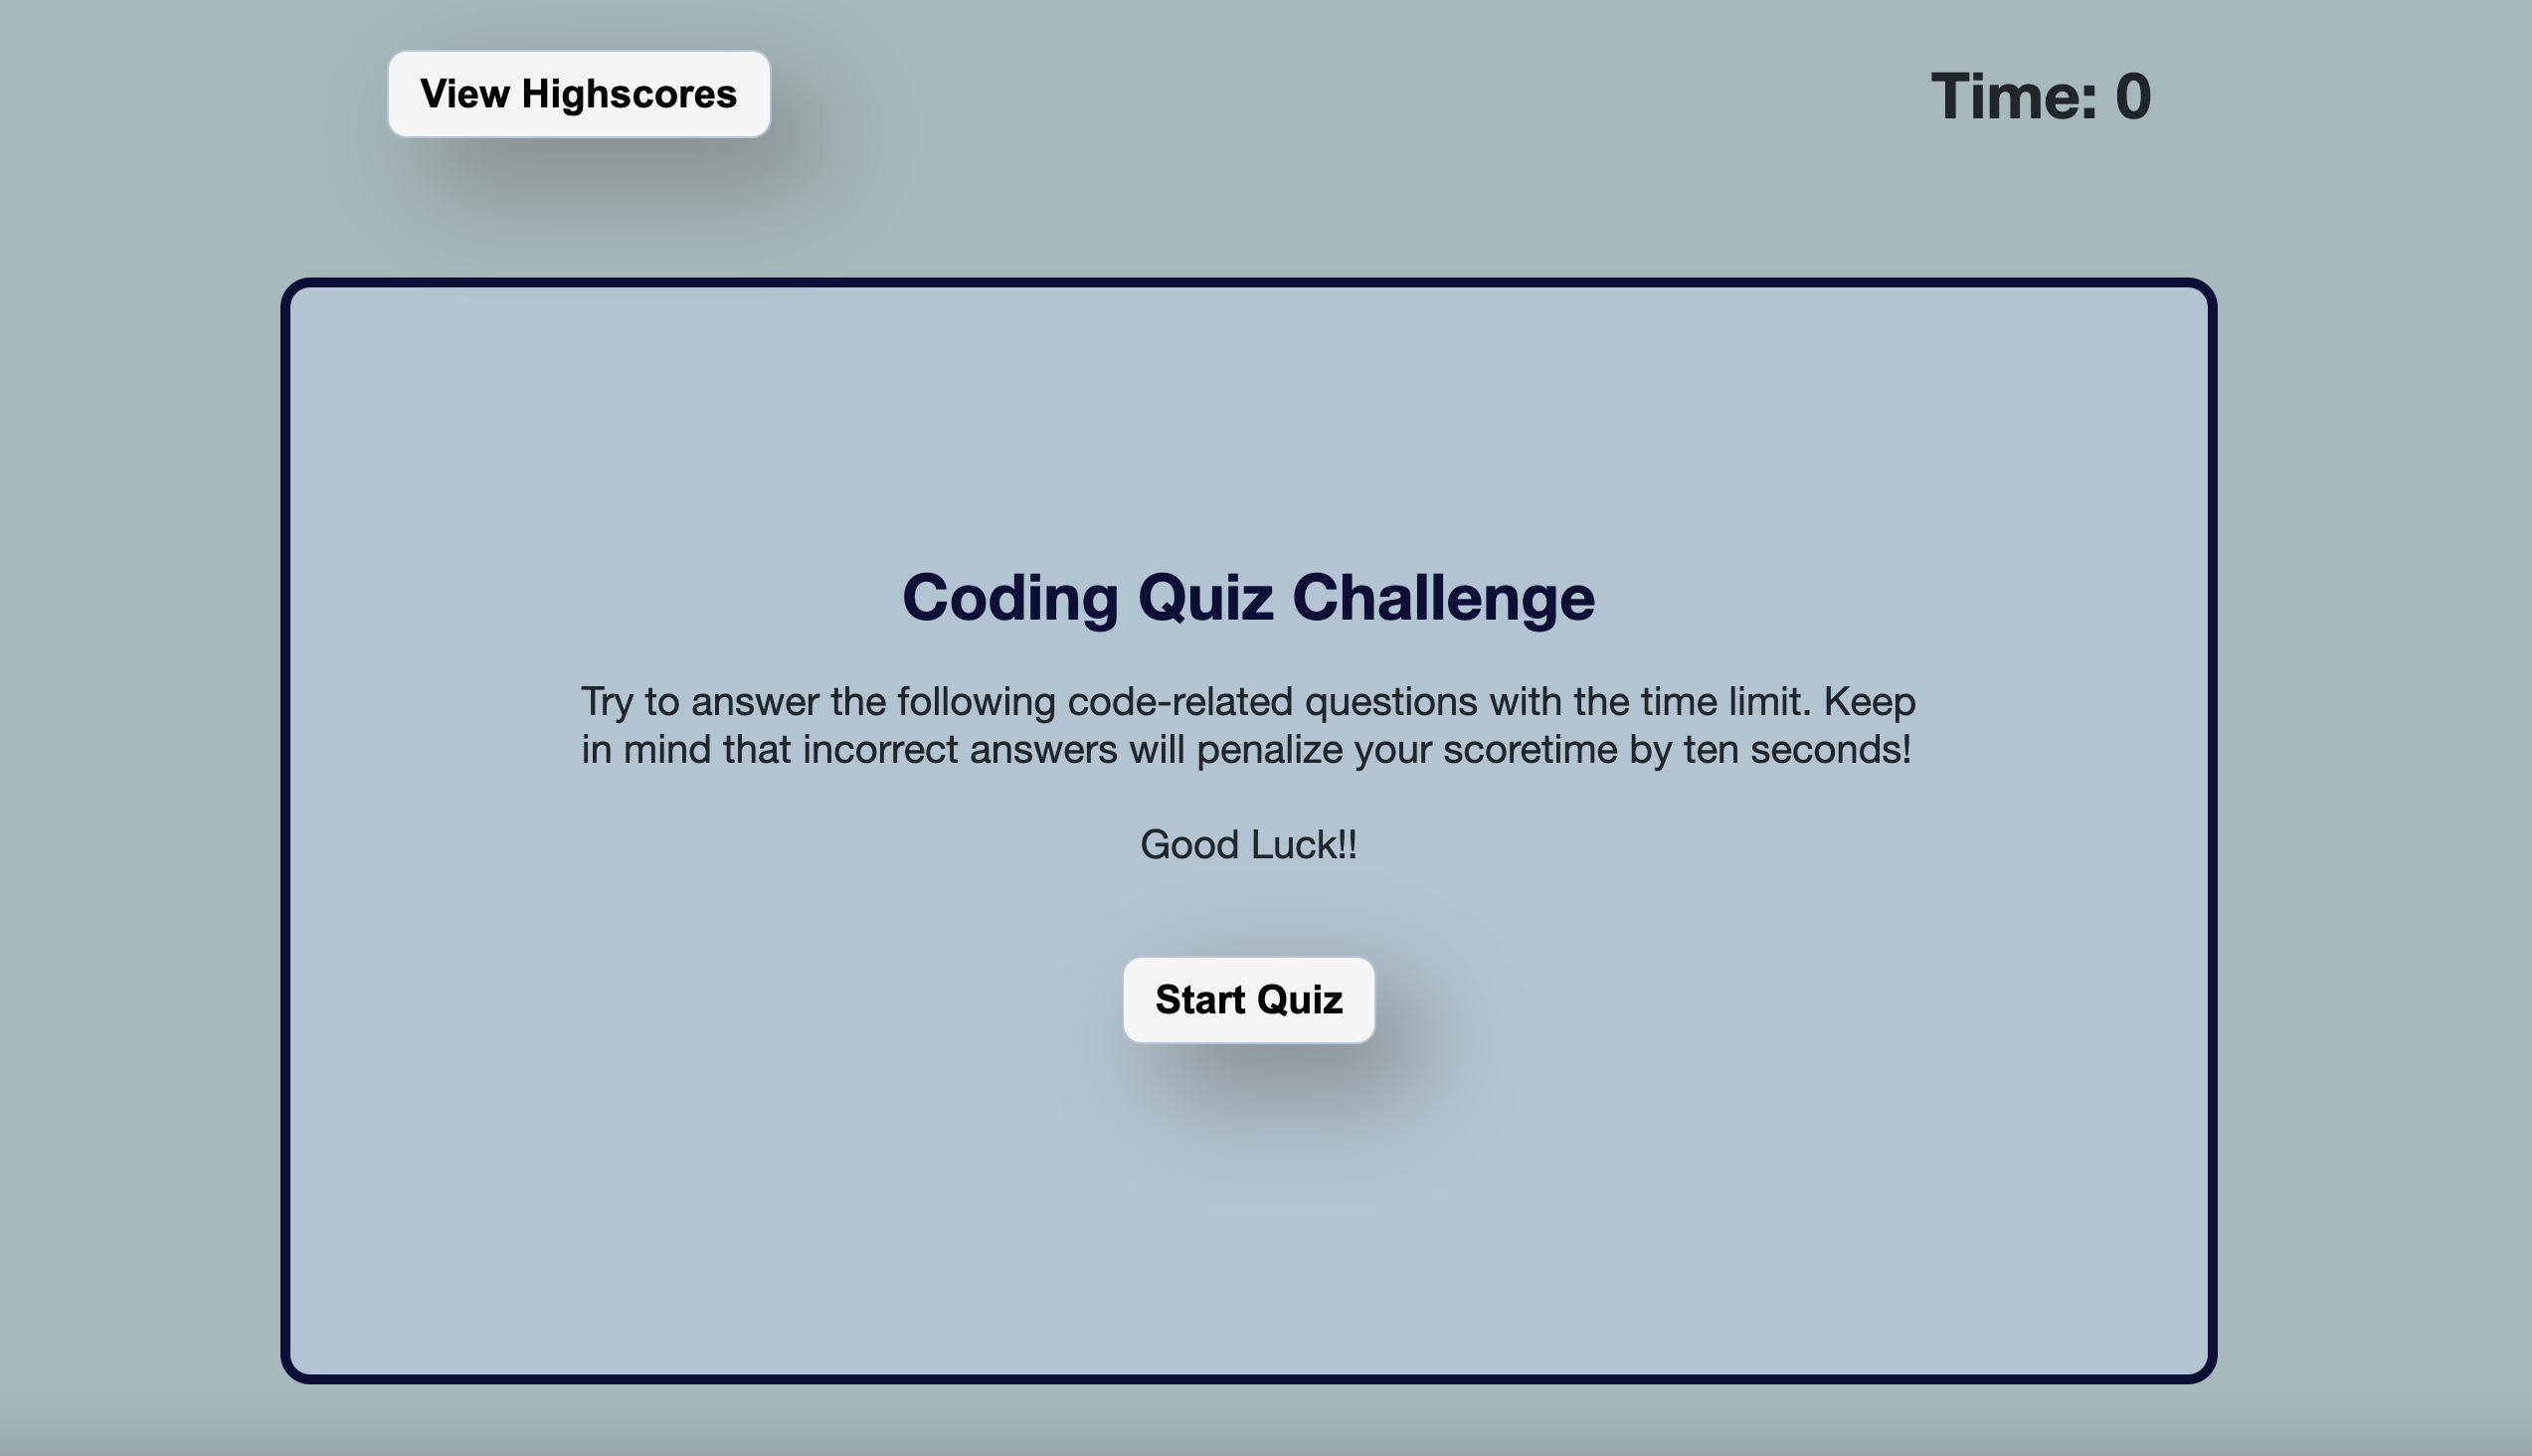 View Highscores
Time: 0
Coding Quiz Challenge
Try to answer the following code-related questions with the time limit. Keep
in mind that incorrect answers will penalize your scoretime by ten seconds!
Good Luck!!
Start Quiz